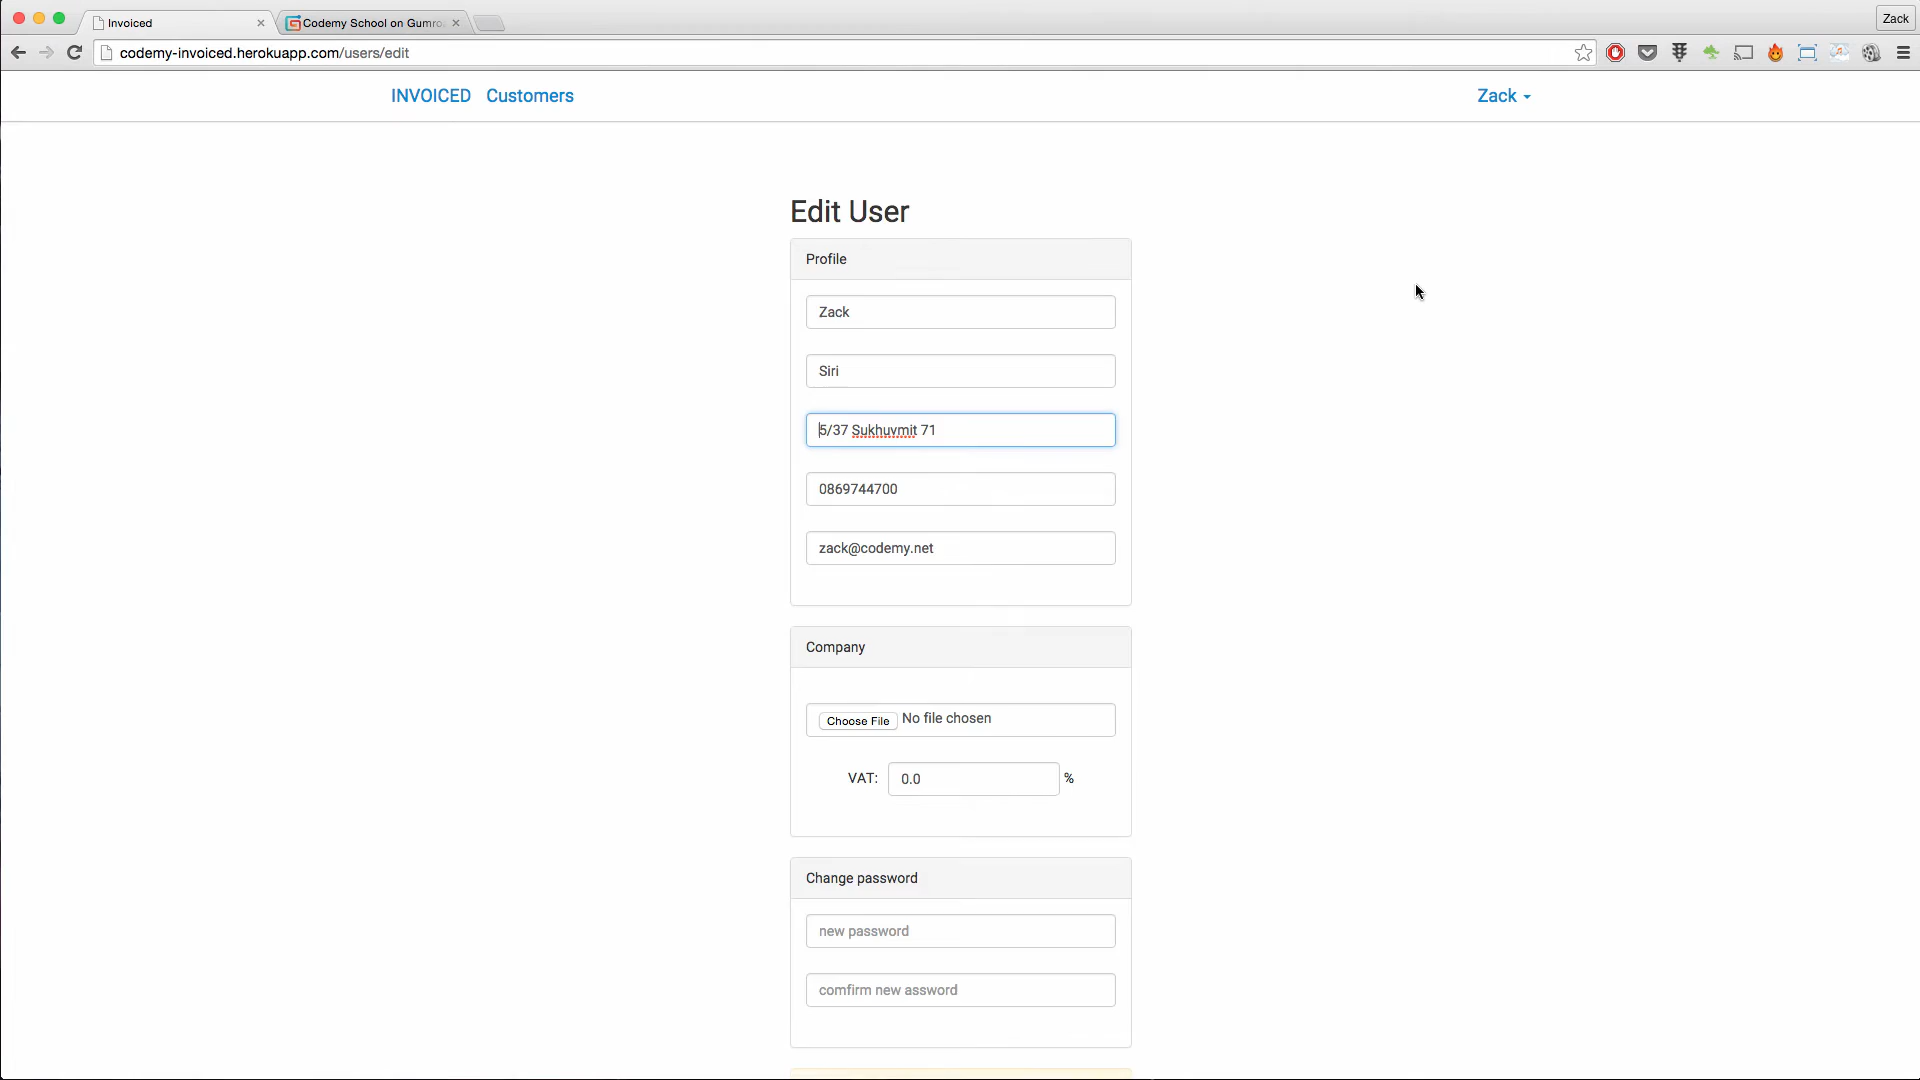 Invoiced
Codemy School on Gumro
Zack
codemy-invoiced.herokuapp.com/users/edit
INVOICED Customers Zack
Edit User
Profile
Zack
Siri
5/37 Sukhuvmit 71
0869744700
zack@codemy.net
Company
Choose File No file chosen
VAT: 0.0 %
Change password
new password
comfirm new assword